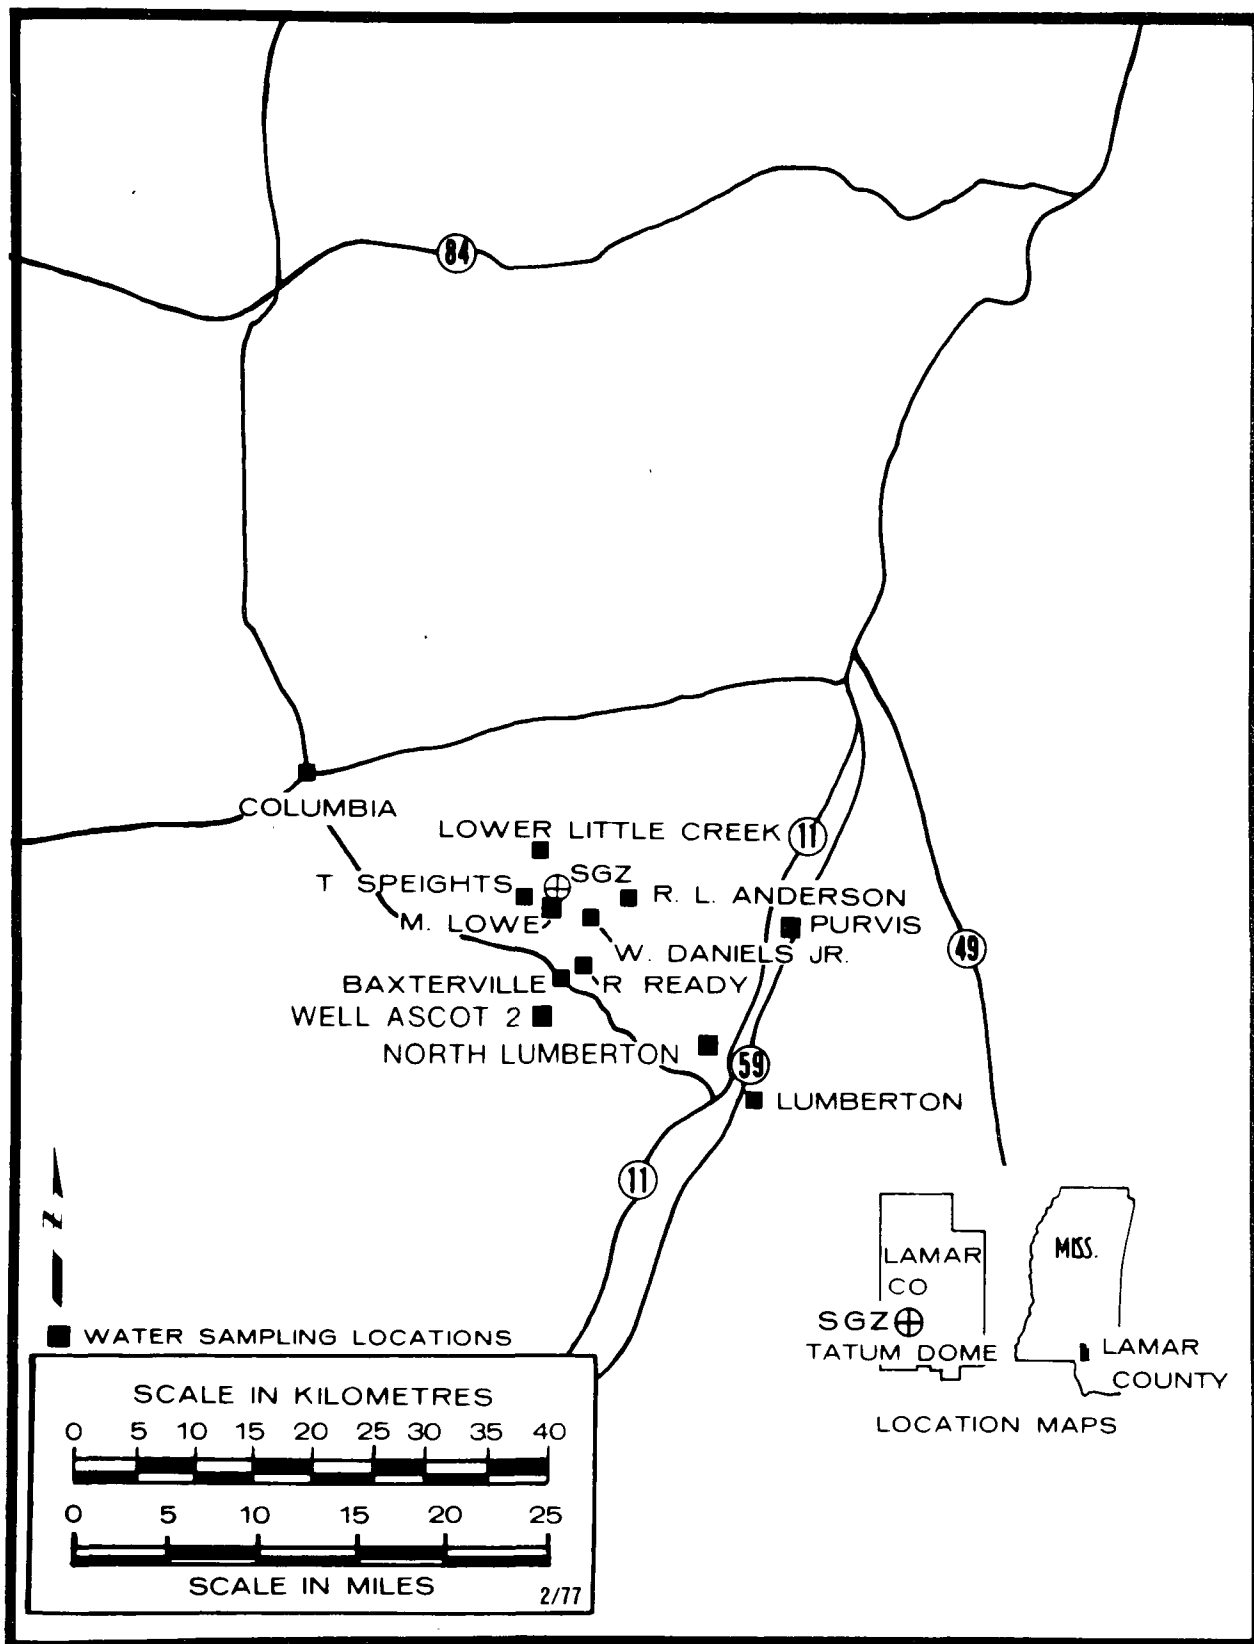 84
COLUMBIA
LOWER LITTLE CREEK
11
T. SPEIGHTS
SGZ
R. L. ANDERSON
M. LOWE
PURVIS
W. DANIELS JR.
49
BAXTERVILLE
R READY
WELL ASCOT 2
NORTH LUMBERTON
59
LUMBERTON
11
N
LAMAR
CO
MISS.
SGZ
TATUM DOME
LAMAR
COUNTY
LOCATION MAPS
WATER SAMPLING LOCATIONS
SCALE IN KILOMETRES
0 5 10 15 20 25 30 35 40
0 5 10 15 20 25
SCALE IN MILES
2/77